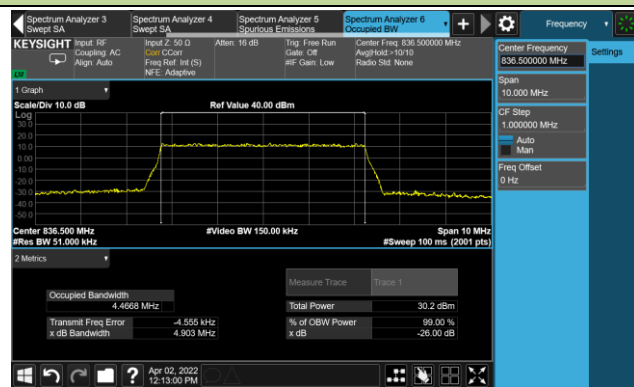 Spectrum Analyzer 3
Swept SA
Spectrum Analyzer 4
Swept SA
Spectrum Analyzer 5
Spurious Emissions
Spectrum Analyzer 6
Occupied BW
Frequency
KEYSIGHT
Input: RF
Coupling: AC
Align: Auto
Input Z: 50 Ω
Corr CCorr
Freq Ref: Int (S)
NFE: Adaptive
Atten: 16 dB
Trig: Free Run
Gate: Off
#IF Gain: Low
Center Freq: 836.500000 MHz
Avg|Hold:>10/10
Radio Std: None
Center Frequency
836.500000 MHz
Settings
Span
10.000 MHz
CF Step
1.000000 MHz
Auto
Man
Freq Offset
0 Hz
1 Graph
Scale/Div 10.0 dB
Ref Value 40.00 dBm
Log
30.0
20.0
10.0
0.00
-10.0
-20.0
-30.0
-40.0
-50.0
Center 836.500 MHz
#Video BW 150.00 kHz
Span 10 MHz
#Res BW 51.000 kHz
#Sweep 100 ms (2001 pts)
2 Metrics
Measure Trace
Trace 1
Occupied Bandwidth
4.4668 MHz
Total Power
30.2 dBm
Transmit Freq Error
-4.555 kHz
% of OBW Power
99.00 %
x dB Bandwidth
4.903 MHz
x dB
-26.00 dB
Apr 02, 2022
12:13:00 PM